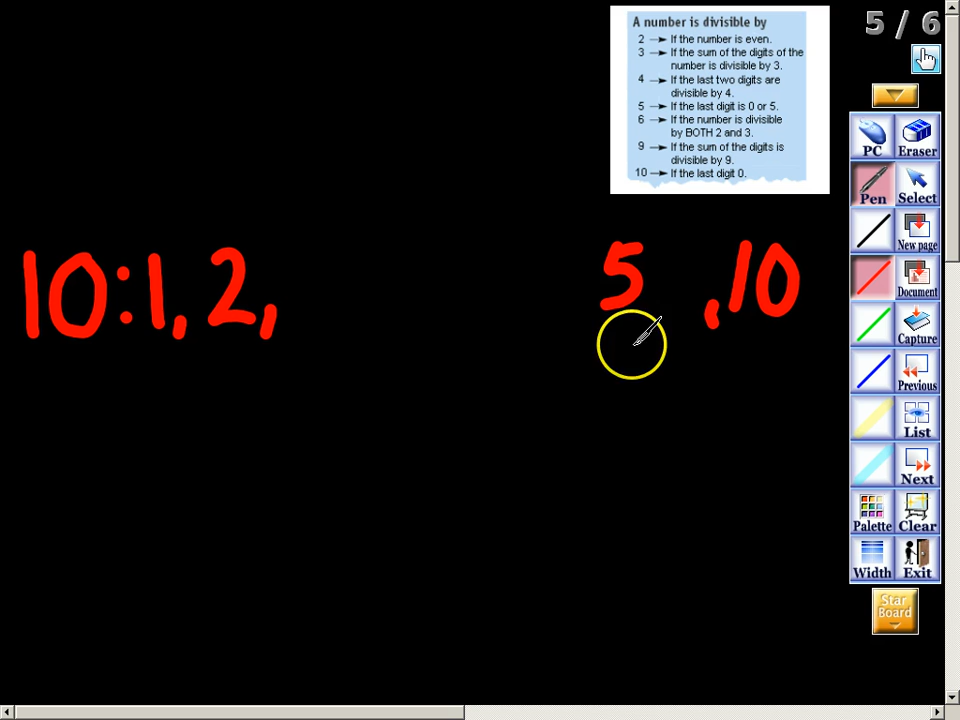 5 / 6
A number is divisible by
2 → If the number is even.
3 → If the sum of the digits of the
number is divisible by 3.
4 → If the last two digits are
divisible by 4.
5 → If the last digit is 0 or 5.
6 → If the number is divisible
by BOTH 2 and 3.
9 → If the sum of the digits is
divisible by 9.
10 → If the last digit 0.
10:1, 2, 5 ,10
PC Eraser
Pen Select
New page
Document
Capture
Previous
List
Next
Palette Clear
Width Exit
Star
Board